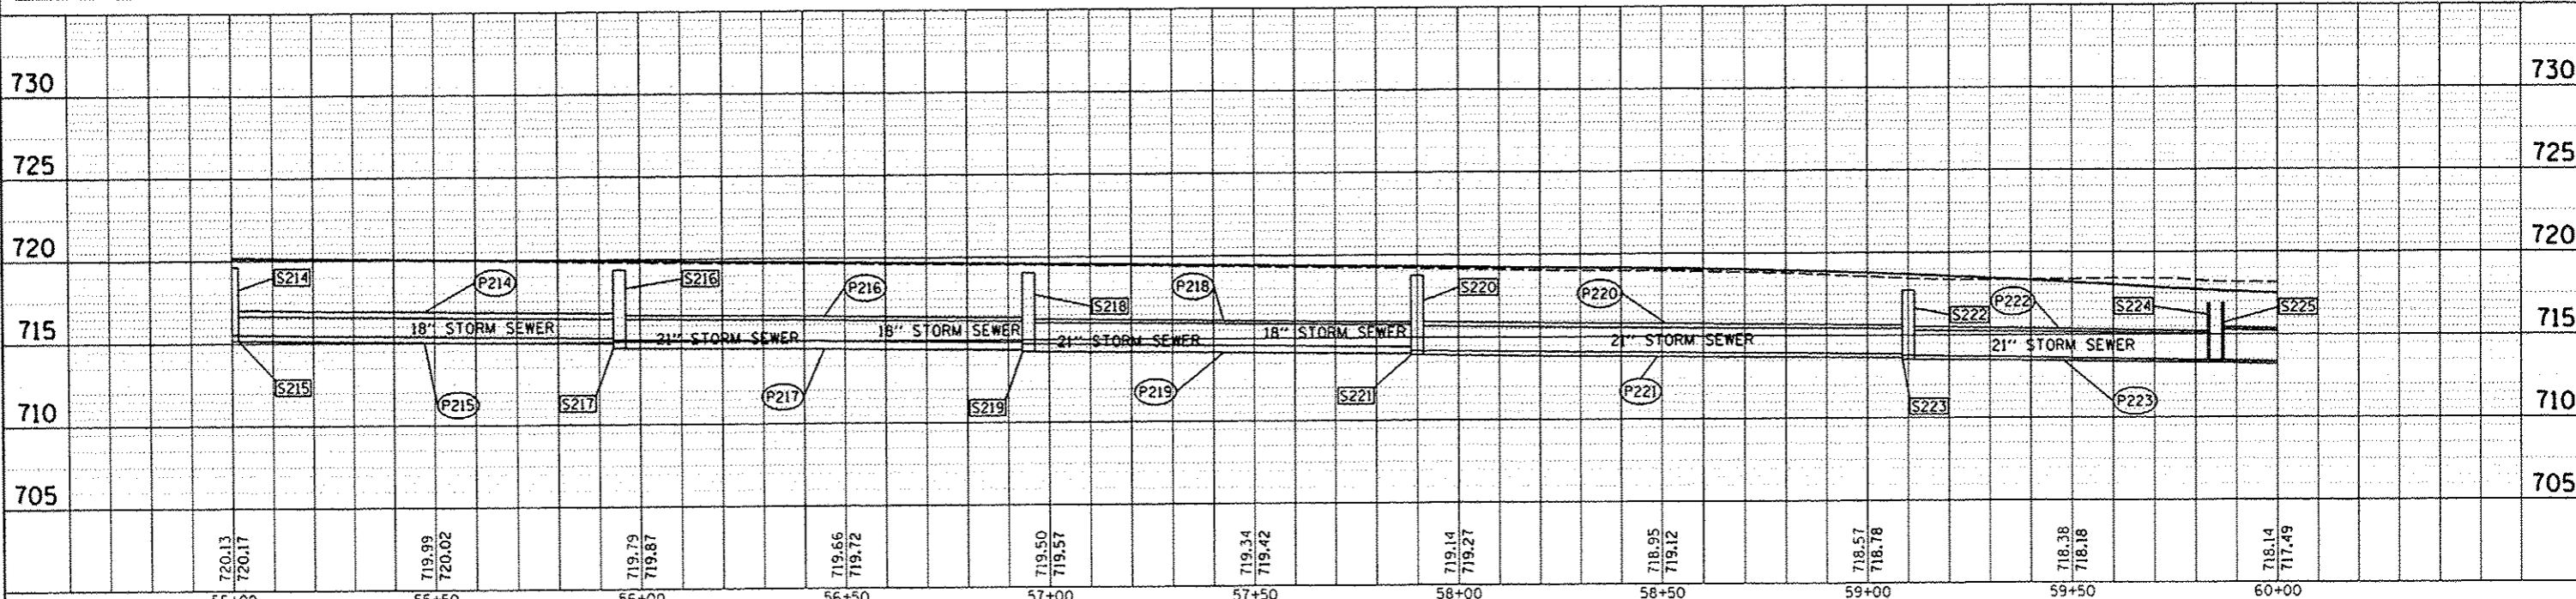 730 730
725 725
720 720
S214 P214 S216 P216 S218 P218 S220 P220 S222 P222 S224 S225
715 715
18" STORM SEWER 21" STORM SEWER 18" STORM SEWER 21" STORM SEWER 18" STORM SEWER 21" STORM SEWER 21" STORM SEWER
S215 P215 S217 P217 S219 P219 S221 P221 S223 P223
710 710
705 705
720.13 719.99 719.79 719.66 719.50 719.34 719.14 718.95 718.57 718.38 718.14
720.17 720.02 719.87 719.72 719.57 719.42 719.27 719.12 718.78 718.18 717.49
55+00 55+50 56+00 56+50 57+00 57+50 58+00 58+50 59+00 59+50 60+00